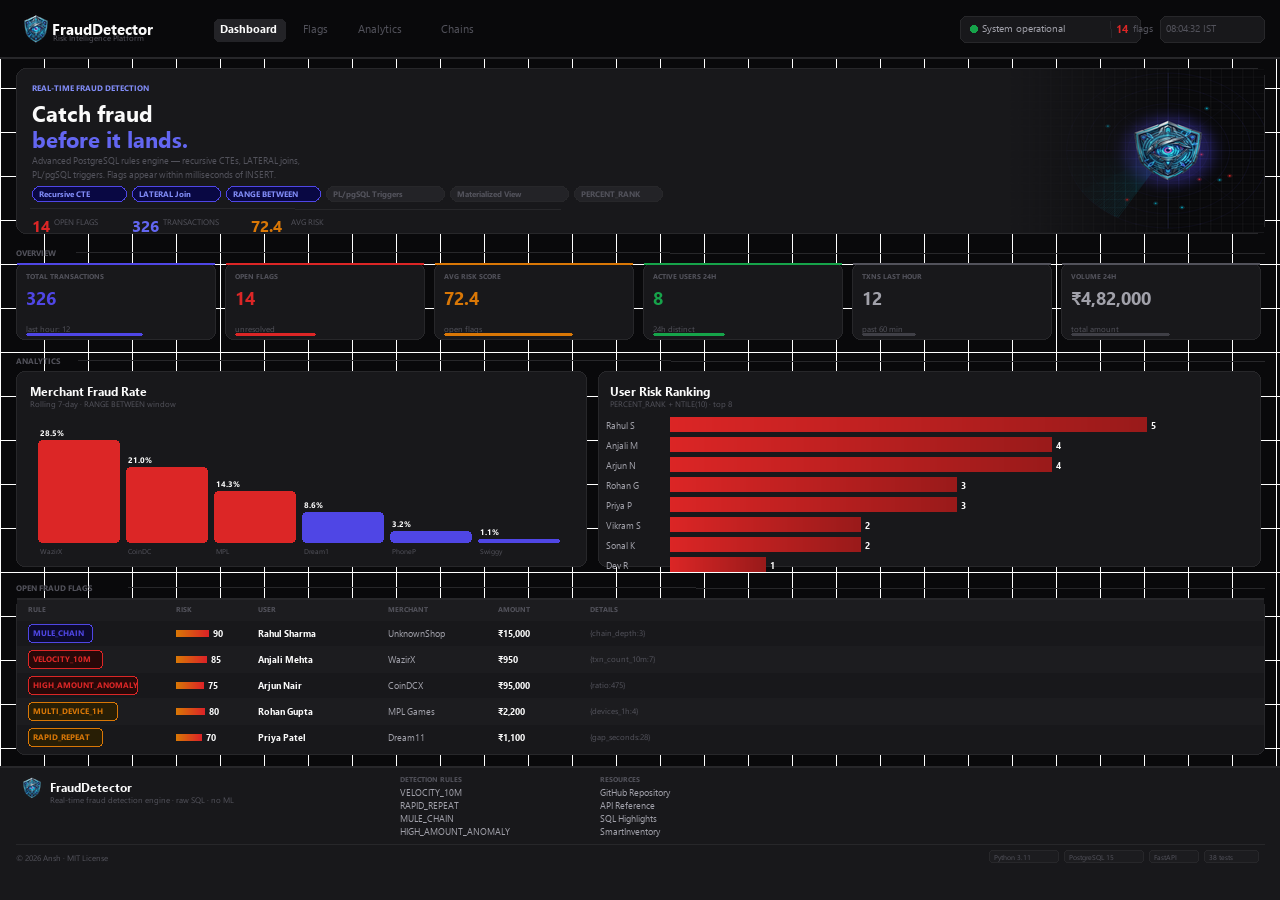 FraudDetector
Risk Intelligence Platform
Dashboard Flags Analytics Chains
System operational 14 flags 08:04:32 IST
REAL-TIME FRAUD DETECTION
Catch fraud
before it lands.
Advanced PostgreSQL rules engine — recursive CTEs, LATERAL joins,
PL/pgSQL triggers. Flags appear within milliseconds of INSERT.
Recursive CTE LATERAL Join RANGE BETWEEN PL/pgSQL Triggers Materialized View PERCENT_RANK
14 OPEN FLAGS 326 TRANSACTIONS 72.4 AVG RISK
OVERVIEW
TOTAL TRANSACTIONS OPEN FLAGS AVG RISK SCORE ACTIVE USERS 24H TXNS LAST HOUR VOLUME 24H
326 14 72.4 8 12 ₹4,82,000
last hour: 12 unresolved open flags 24h distinct past 60 min total amount
ANALYTICS
Merchant Fraud Rate
Rolling 7-day · RANGE BETWEEN window
28.5%
21.0%
14.3%
8.6%
3.2%
1.1%
WazirX CoinDC MPL Dream1 PhoneP Swiggy
User Risk Ranking
PERCENT_RANK + NTILE(10) · top 8
Rahul S 5
Anjali M 4
Arjun N 4
Rohan G 3
Priya P 3
Vikram S 2
Sonal K 2
Dev R 1
OPEN FRAUD FLAGS
RULE RISK USER MERCHANT AMOUNT DETAILS
MULE_CHAIN 90 Rahul Sharma UnknownShop ₹15,000 {chain_depth:3}
VELOCITY_10M 85 Anjali Mehta WazirX ₹950 {txn_count_10m:7}
HIGH_AMOUNT_ANOMALY 75 Arjun Nair CoinDCX ₹95,000 {ratio:475}
MULTI_DEVICE_1H 80 Rohan Gupta MPL Games ₹2,200 {devices_1h:4}
RAPID_REPEAT 70 Priya Patel Dream11 ₹1,100 {gap_seconds:28}
FraudDetector
Real-time fraud detection engine · raw SQL · no ML
DETECTION RULES
VELOCITY_10M
RAPID_REPEAT
MULE_CHAIN
HIGH_AMOUNT_ANOMALY
RESOURCES
GitHub Repository
API Reference
SQL Highlights
SmartInventory
© 2026 Ansh · MIT License
Python 3.11 PostgreSQL 15 FastAPI 38 tests